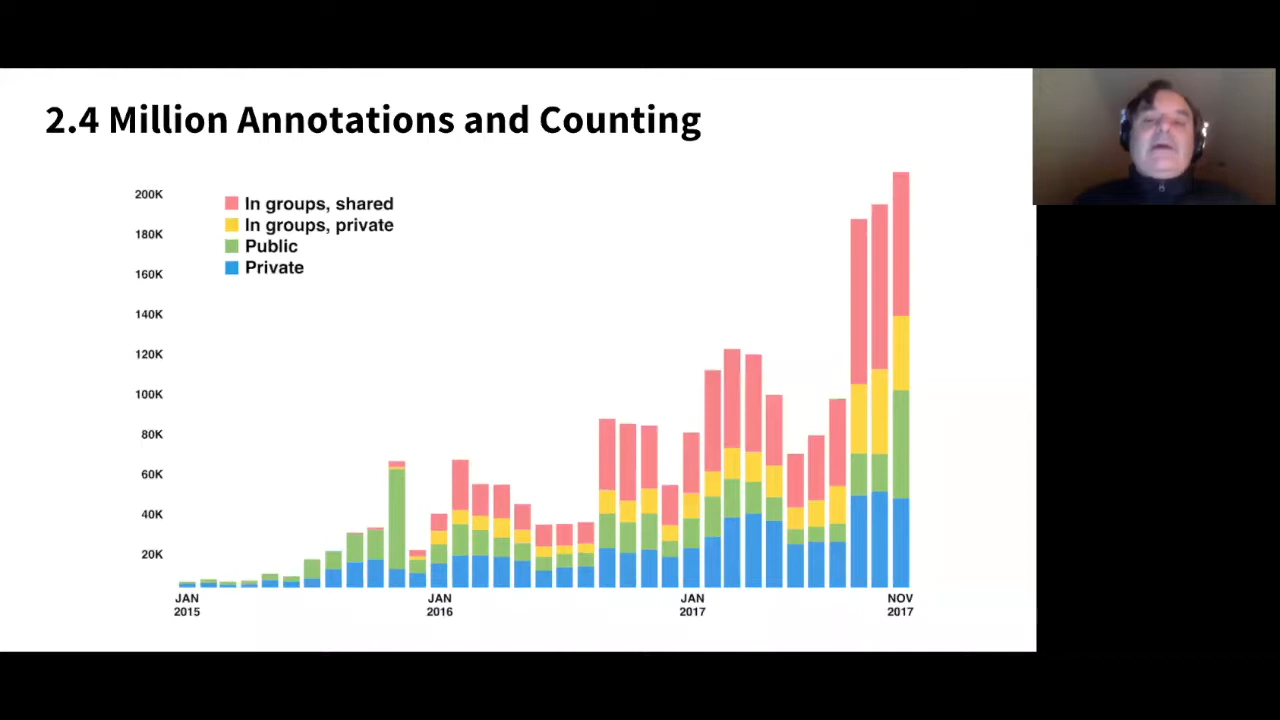 2.4 Million Annotations and Counting
200K
180K
160K
140K
120K
100K
80K
60K
40K
20K
In groups, shared
In groups, private
Public
Private
JAN
2015
JAN
2016
JAN
2017
NOV
2017